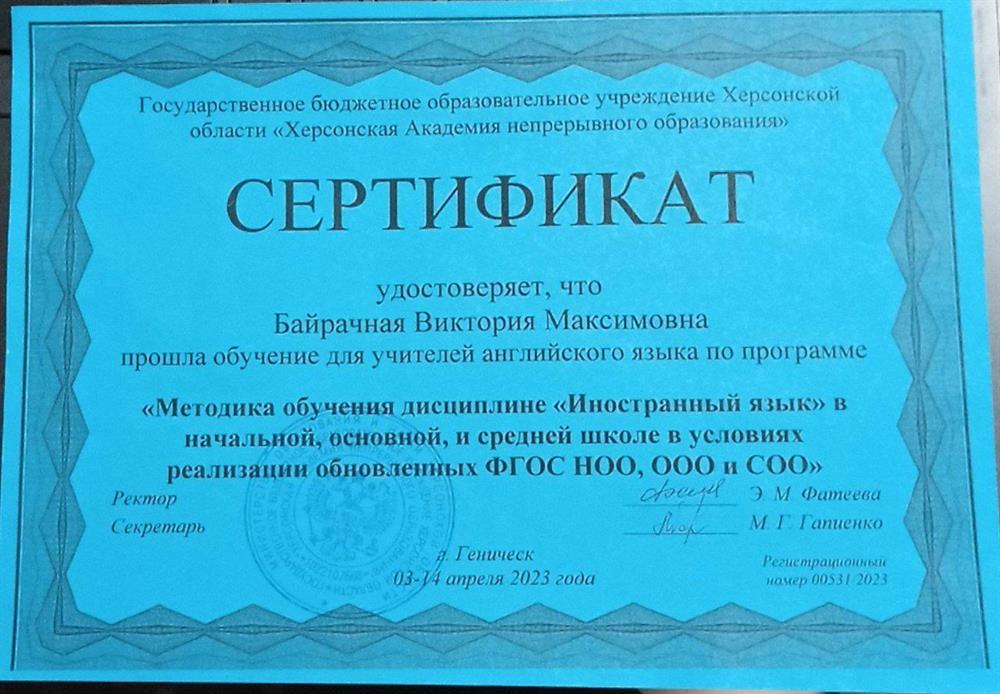 Государственное бюджетное образовательное учреждение Херсонской
области «Херсонская Академия непрерывного образования»
СЕРТИФИКАТ
удостоверяет, что
Байрачная Виктория Максимовна
прошла обучение для учителей английского языка по программе
«Методика обучения дисциплине «Иностранный язык» в
начальной, основной, и средней школе в условиях
реализации обновленных ФГОС НОО, ООО и СОО»
Ректор Э. М. Фатеева
Секретарь М. Г. Гапиенко
г. Геническ
03-14 апреля 2023 года
Регистрационный
номер 00531/2023